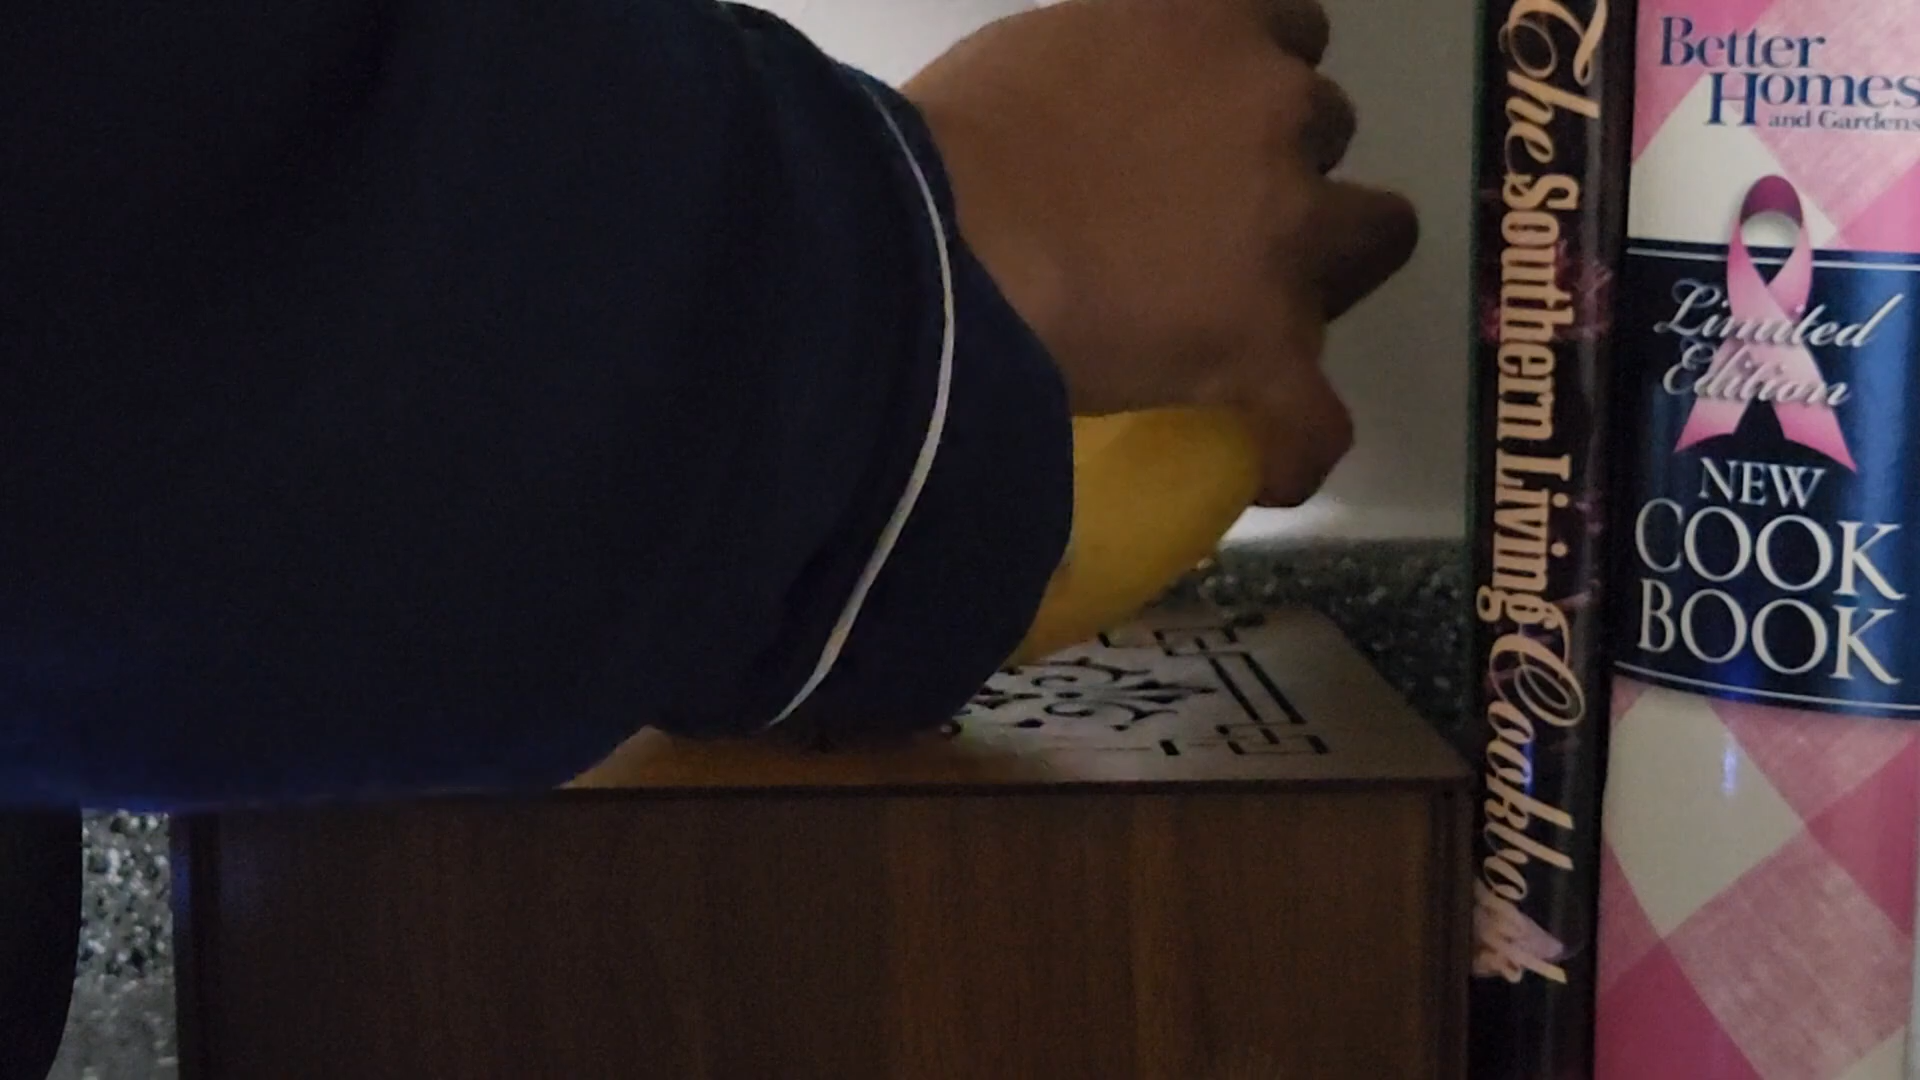 The Southern Living Cookbook
Better
Homes
and Gardens
Limited
Edition
NEW
COOK
BOOK